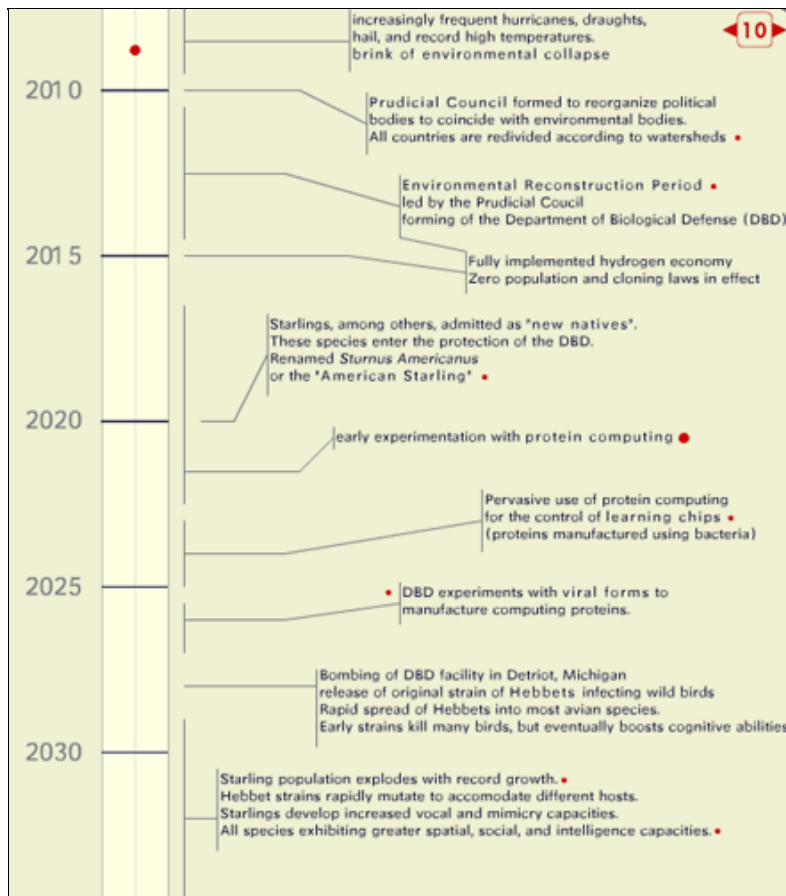 increasingly frequent hurricanes, draughts,
hail, and record high temperatures.
brink of environmental collapse
10
2010
Prudicial Council formed to reorganize political
bodies to coincide with environmental bodies.
All countries are redivided according to watersheds
Environmental Reconstruction Period
led by the Prudicial Coucil
forming of the Department of Biological Defense (DBD)
2015
Fully implemented hydrogen economy
Zero population and cloning laws in effect
Starlings, among others, admitted as "new natives".
These species enter the protection of the DBD.
Renamed Sturnus Americanus
or the "American Starling"
2020
early experimentation with protein computing
Pervasive use of protein computing
for the control of learning chips
(proteins manufactured using bacteria)
2025
DBD experiments with viral forms to
manufacture computing proteins.
Bombing of DBD facility in Detriot, Michigan
release of original strain of Hebbets infecting wild birds
Rapid spread of Hebbets into most avian species.
Early strains kill many birds, but eventually boosts cognitive abilities
2030
Starling population explodes with record growth.
Hebbet strains rapidly mutate to accomodate different hosts.
Starlings develop increased vocal and mimicry capacities.
All species exhibiting greater spatial, social, and intelligence capacities.